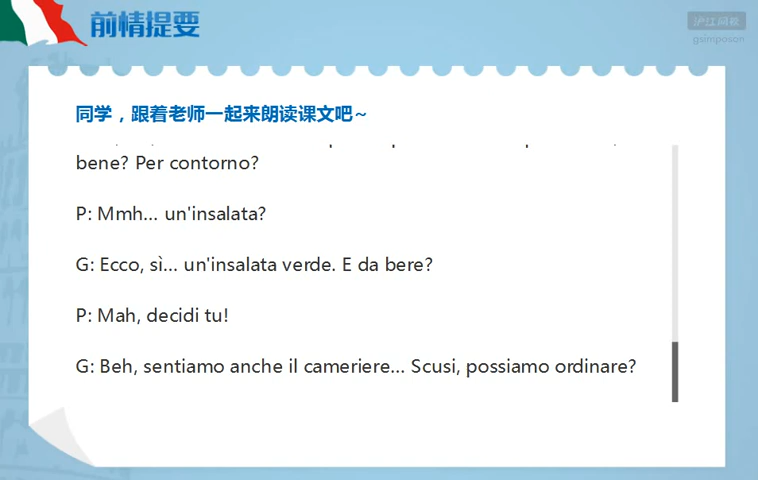 前情提要
沪江网校
gsimposon
同学，跟着老师一起来朗读课文吧～
bene? Per contorno?
P: Mmh... un'insalata?
G: Ecco, sì... un'insalata verde. E da bere?
P: Mah, decidi tu!
G: Beh, sentiamo anche il cameriere... Scusi, possiamo ordinare?